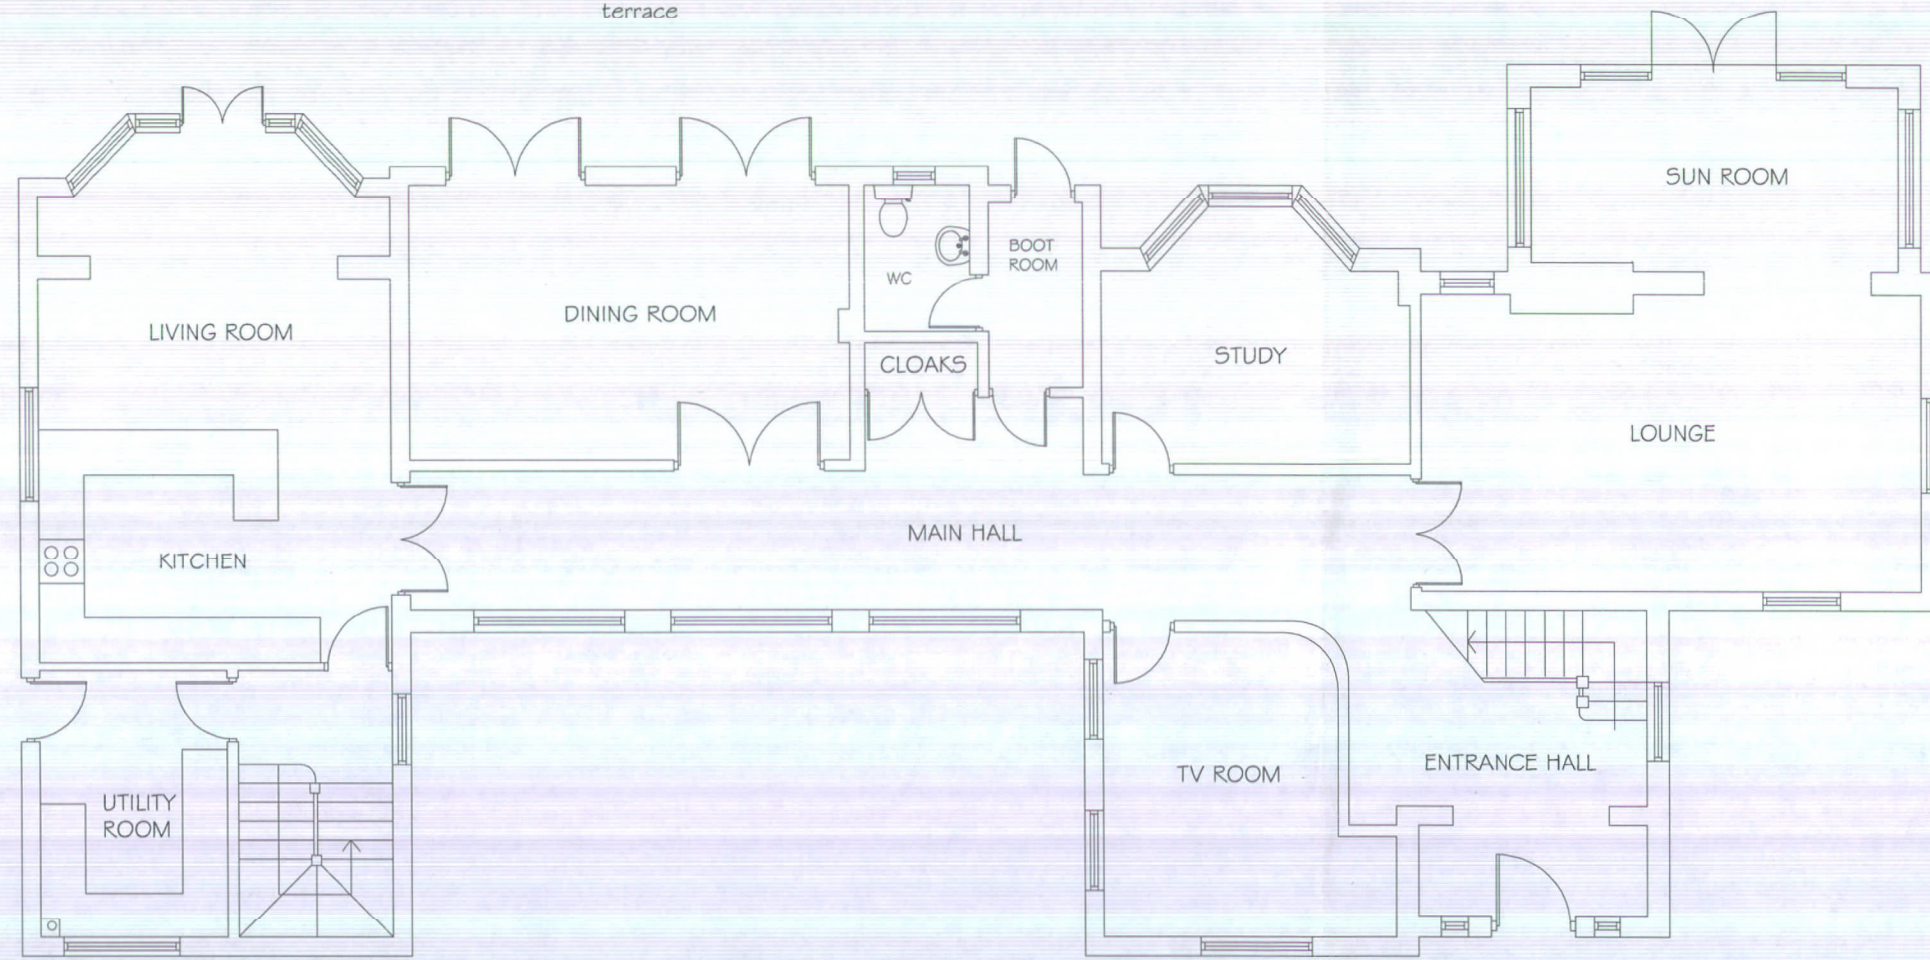 terrace
SUN ROOM
BOOT
ROOM
WC
DINING ROOM
LIVING ROOM
STUDY
CLOAKS
LOUNGE
MAIN HALL
KITCHEN
ENTRANCE HALL
TV ROOM
UTILITY
ROOM